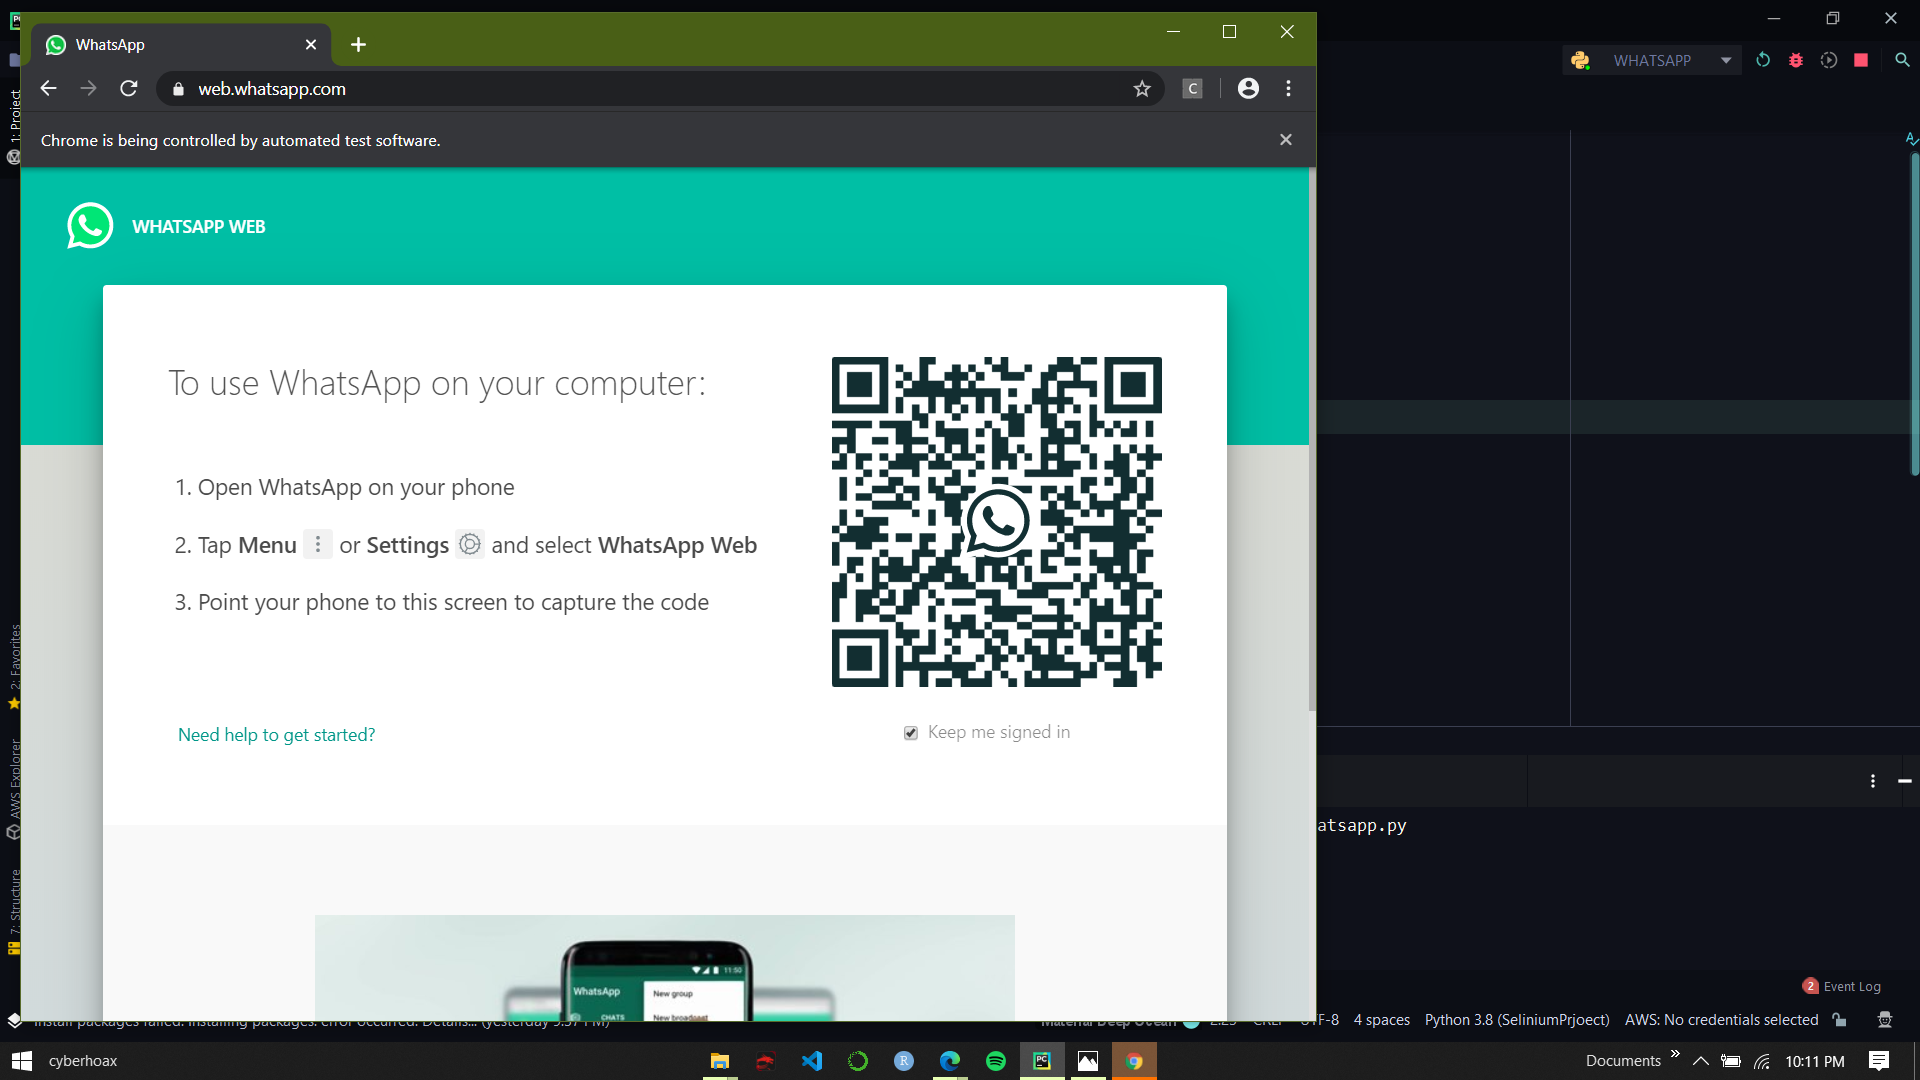 WhatsApp
web.whatsapp.com
C
Chrome is being controlled by automated test software.
WHATSAPP WEB
To use WhatsApp on your computer:
1. Open WhatsApp on your phone
2. Tap Menu or Settings and select WhatsApp Web
3. Point your phone to this screen to capture the code
Need help to get started?
Keep me signed in
11:50
WhatsApp
New group
CHATS
New broadcast
WHATSAPP
1: Project
2: Favorites
AWS Explorer
7: Structure
atsapp.py
2 Event Log
Install packages failed: Installing packages: error occurred. Details... (yesterday 9:57 PM)
Material Deep Ocean
CRLF
UTF-8
4 spaces
Python 3.8 (SeliniumPrjoect)
AWS: No credentials selected
cyberhoax
R
PC
Documents
10:11 PM